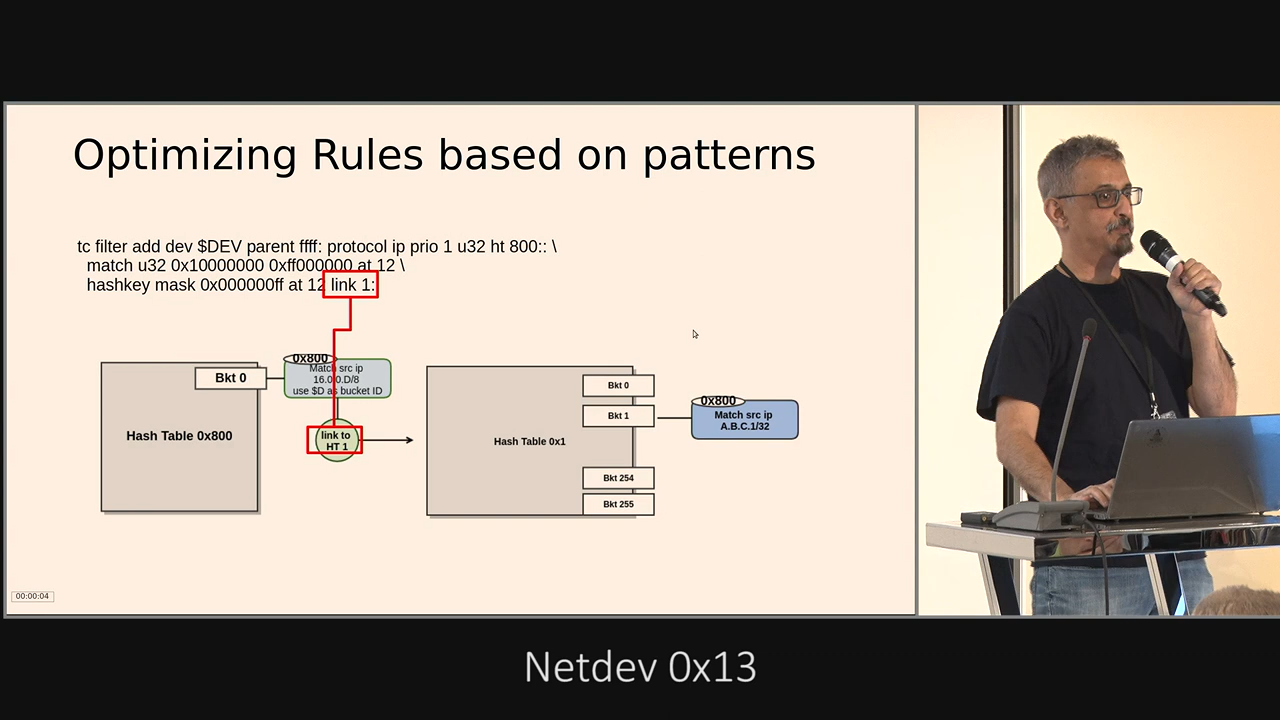 Optimizing Rules based on patterns
tc filter add dev $DEV parent ffff: protocol ip prio 1 u32 ht 800:: \
match u32 0x10000000 0xff000000 at 12 \
hashkey mask 0x000000ff at 12 link 1:
Hash Table 0x800
Bkt 0
0x800
Match src ip
16.0.0.D/8
use $D as bucket ID
link to
HT 1
Hash Table 0x1
Bkt 0
Bkt 1
Bkt 254
Bkt 255
0x800
Match src ip
A.B.C.1/32
00:00:04
Netdev 0x13